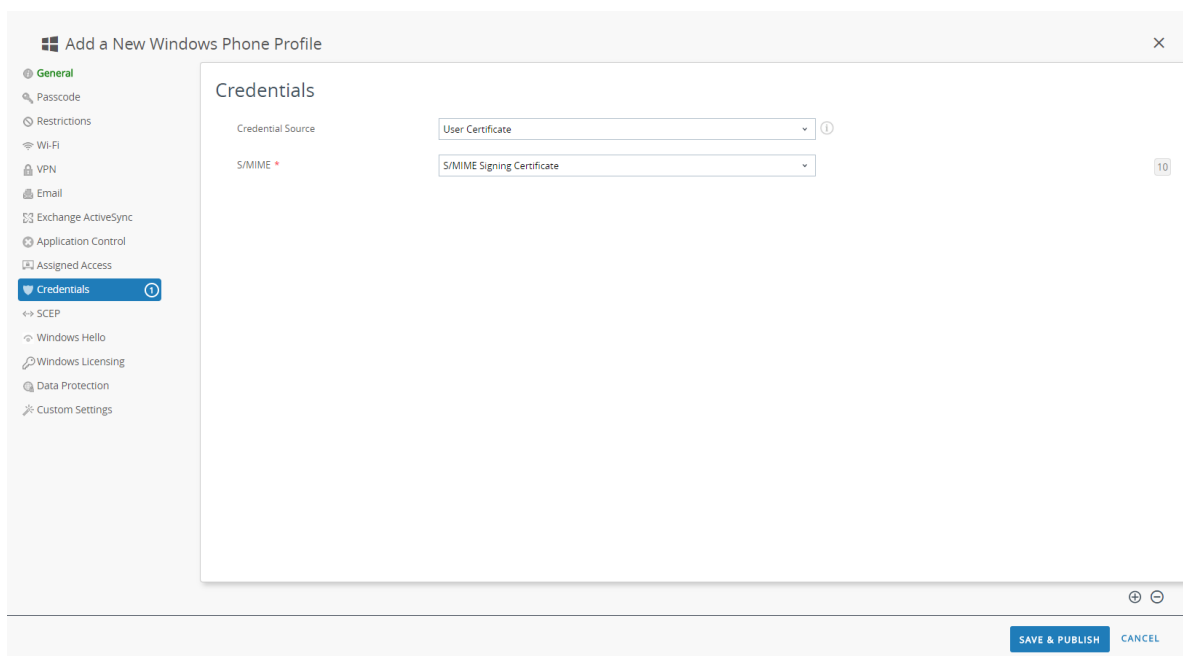 Add a New Windows Phone Profile
General
Passcode
Restrictions
Wi-Fi
VPN
Email
Exchange ActiveSync
Application Control
Assigned Access
Credentials 1
SCEP
Windows Hello
Windows Licensing
Data Protection
Custom Settings
Credentials
Credential Source User Certificate
S/MIME * S/MIME Signing Certificate 10
SAVE & PUBLISH CANCEL